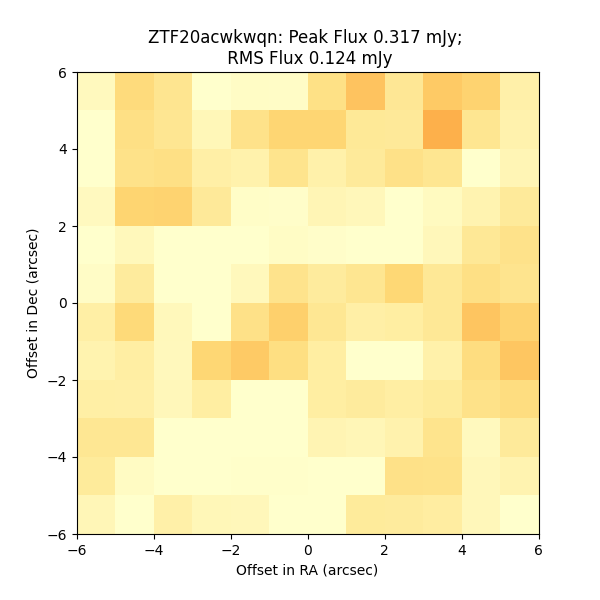 ZTF20acwkwqn: Peak Flux 0.317 mJy;
RMS Flux 0.124 mJy
6
4
2
0
−2
−4
−6
Offset in Dec (arcsec)
−6 −4 −2 0 2 4 6
Offset in RA (arcsec)